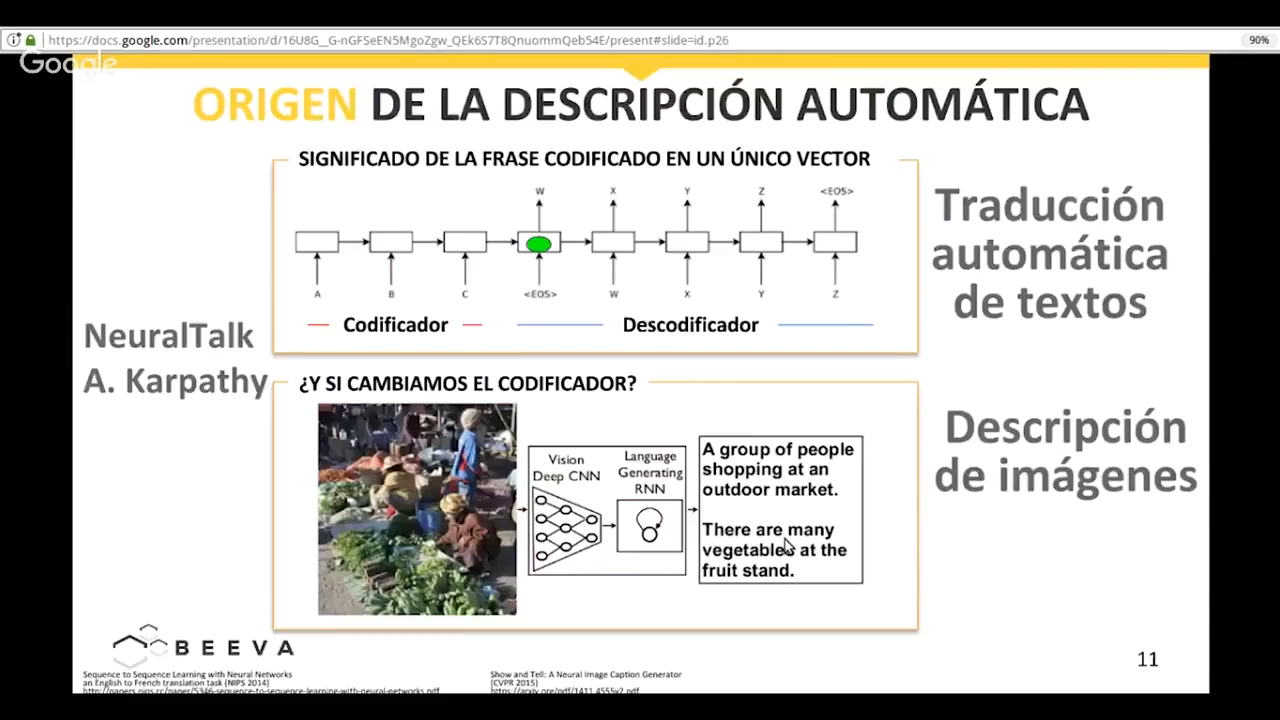 https://docs.google.com/presentation/d/16U8G__G-nGFSeEN5MgoZgw_QEk6S7T8QnuommQeb54E/present#slide=id.p26
90%
Google
ORIGEN DE LA DESCRIPCIÓN AUTOMÁTICA
SIGNIFICADO DE LA FRASE CODIFICADO EN UN ÚNICO VECTOR
W X Y Z <EOS>
A B C <EOS> W X Y Z
Codificador Descodificador
Traducción
automática
de textos
NeuralTalk
A. Karpathy
¿Y SI CAMBIAMOS EL CODIFICADOR?
Vision
Deep CNN
Language
Generating
RNN
A group of people
shopping at an
outdoor market.
There are many
vegetables at the
fruit stand.
Descripción
de imágenes
BEEVA
Sequence to Sequence Learning with Neural Networks
an English to French translation task (NIPS 2014)
http://papers.nips.cc/paper/5346-sequence-to-sequence-learning-with-neural-networks.pdf
Show and Tell: A Neural Image Caption Generator
(CVPR 2015)
https://arxiv.org/pdf/1411.4555v2.pdf
11